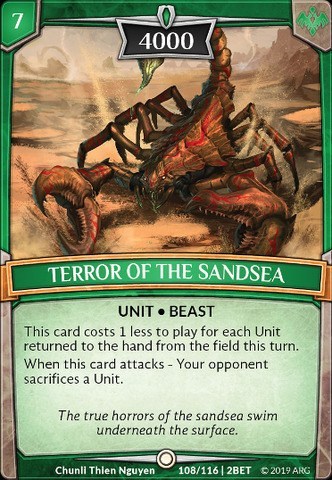 7
4000
TERROR OF THE SANDSEA
UNIT • BEAST
This card costs 1 less to play for each Unit
returned to the hand from the field this turn.
When this card attacks - Your opponent
sacrifices a Unit.
The true horrors of the sandsea swim
underneath the surface.
Chunli Thien Nguyen 108/116 | 2BET © 2019 ARG